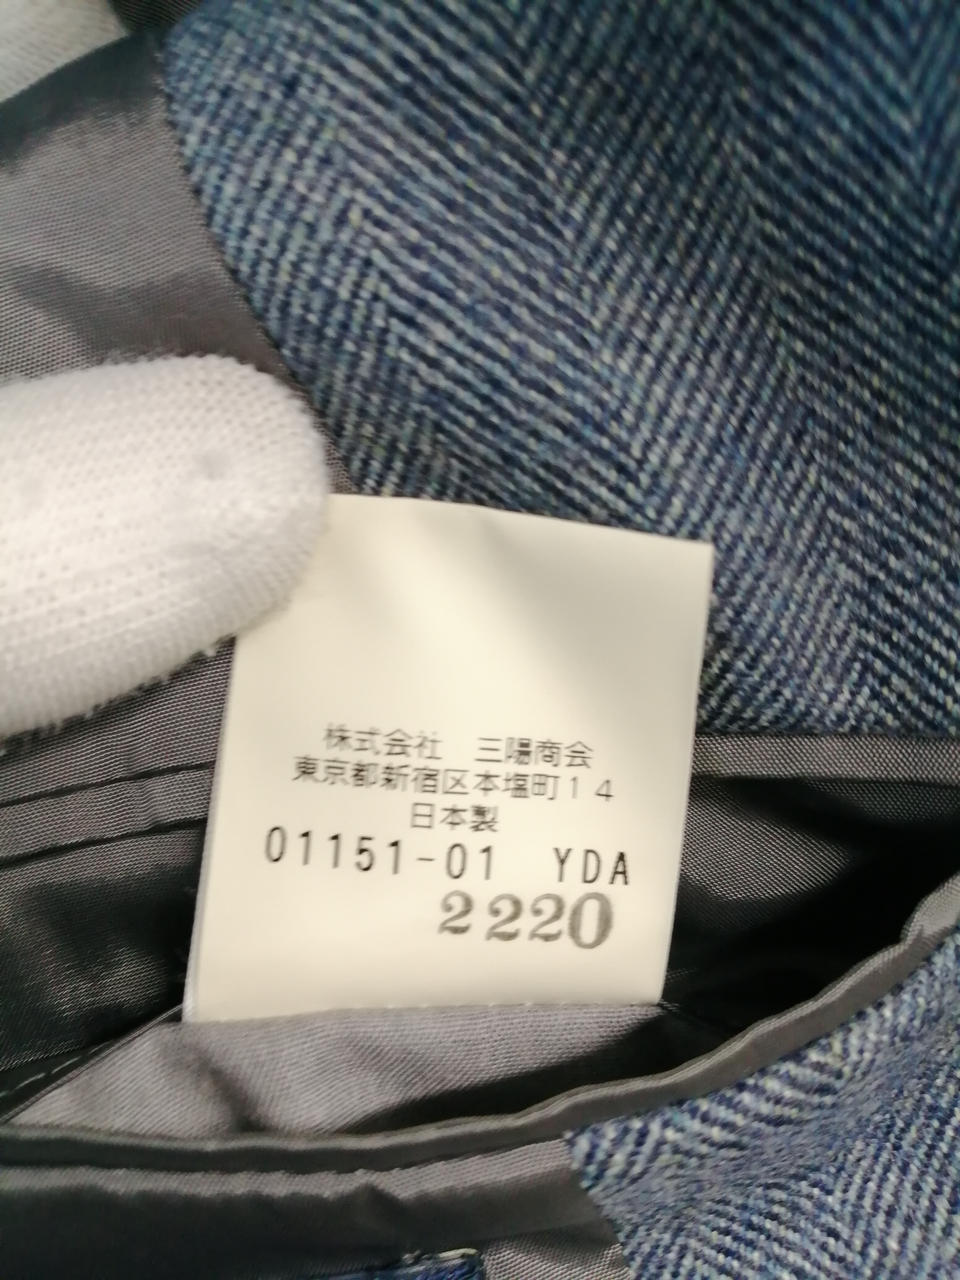 株式会社　三陽商会
東京都新宿区本塩町１４
日本製
01151-01 YDA
2220